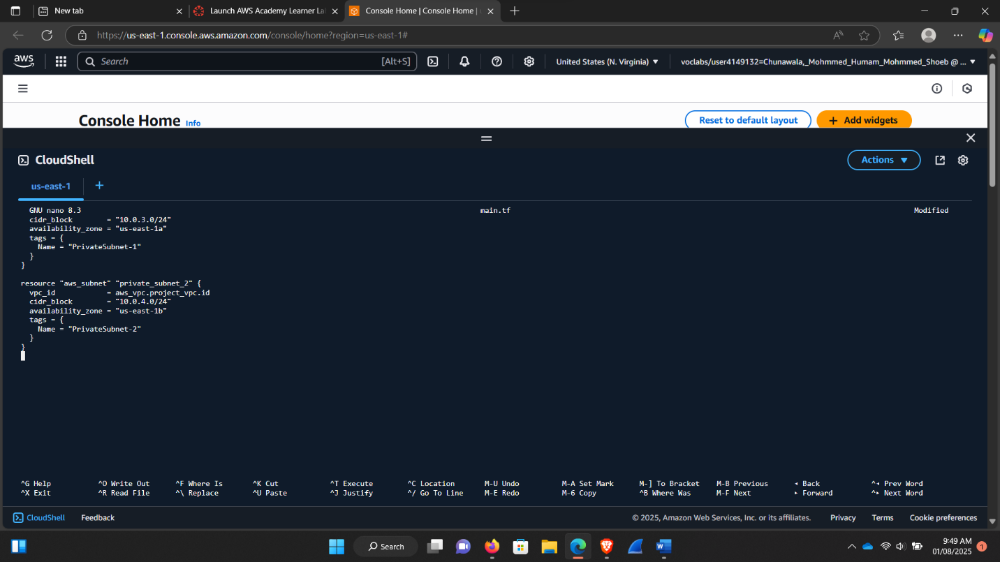 New tab
Launch AWS Academy Learner La
Console Home | Console Home |
https://us-east-1.console.aws.amazon.com/console/home?region=us-east-1#
aws
Search
[Alt+S]
United States (N. Virginia)
voclabs/user4149132=Chunawala,_Mohmmed_Humam_Mohmmed_Shoeb @ ...
Console Home Info
Reset to default layout
+ Add widgets
CloudShell
Actions
us-east-1
+
GNU nano 8.3 main.tf Modified
cidr_block = "10.0.3.0/24"
availability_zone = "us-east-1a"
tags = {
Name = "PrivateSubnet-1"
}
}
resource "aws_subnet" "private_subnet_2" {
vpc_id = aws_vpc.project_vpc.id
cidr_block = "10.0.4.0/24"
availability_zone = "us-east-1b"
tags = {
Name = "PrivateSubnet-2"
}
}
^G Help ^O Write Out ^F Where Is ^K Cut ^T Execute ^C Location M-U Undo M-A Set Mark M-] To Bracket M-B Previous ◂ Back ^◂ Prev Word
^X Exit ^R Read File ^\ Replace ^U Paste ^J Justify ^/ Go To Line M-E Redo M-6 Copy ^B Where Was M-F Next ▸ Forward ^▸ Next Word
CloudShell
Feedback
© 2025, Amazon Web Services, Inc. or its affiliates.
Privacy
Terms
Cookie preferences
Search
9:49 AM
01/08/2025
1